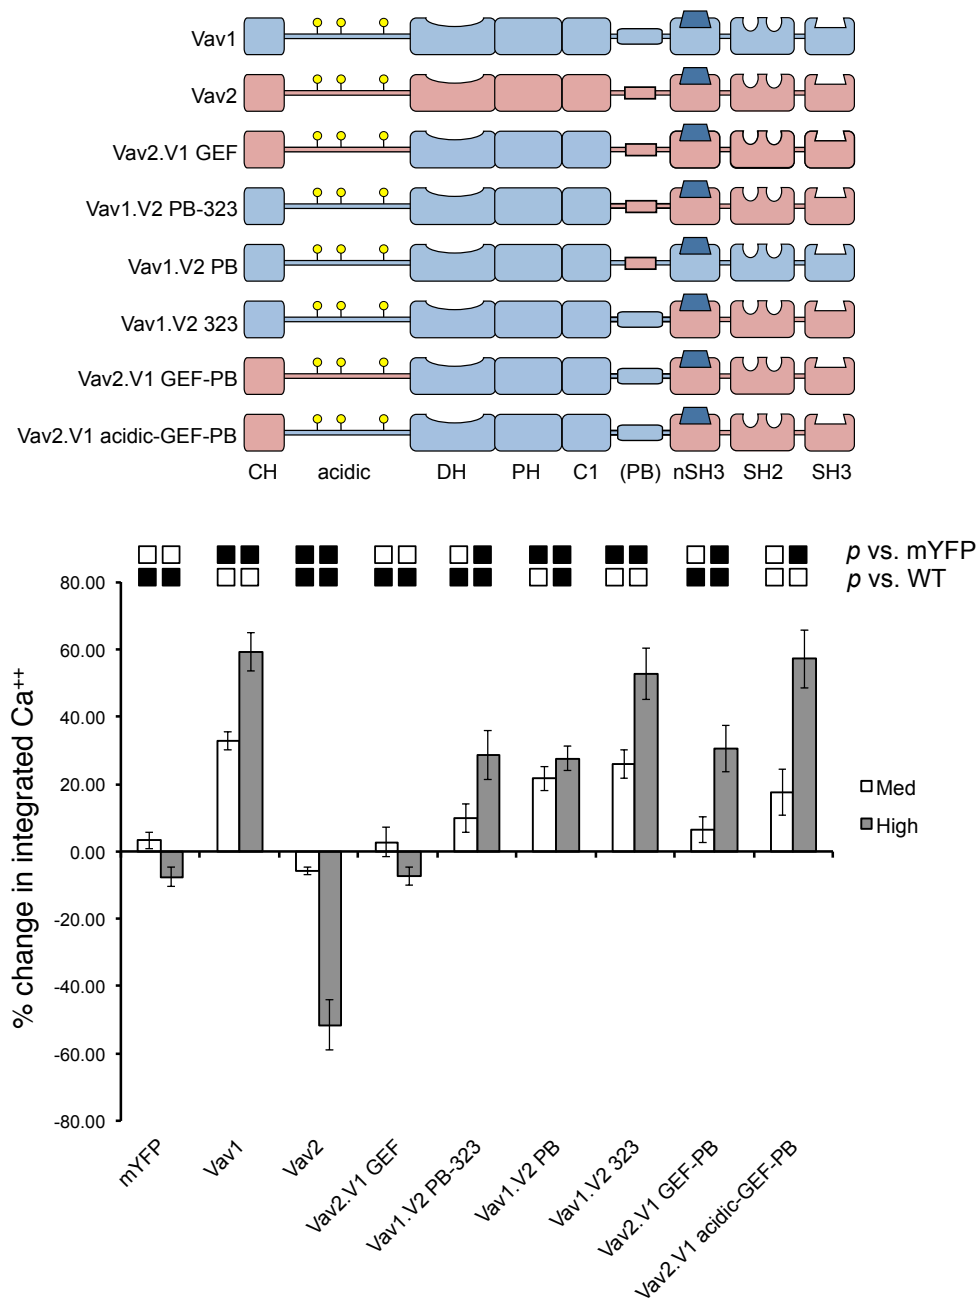 Vav1
Vav2
Vav2.V1 GEF
Vav1.V2 PB-323
Vav1.V2 PB
Vav1.V2 323
Vav2.V1 GEF-PB
Vav2.V1 acidic-GEF-PB
CH acidic DH PH C1 (PB) nSH3 SH2 SH3
p vs. mYFP
p vs. WT
% change in integrated Ca++
80.00
60.00
40.00
20.00
0.00
-20.00
-40.00
-60.00
-80.00
Med
High
mYFP
Vav1
Vav2
Vav2.V1 GEF
Vav1.V2 PB-323
Vav1.V2 PB
Vav1.V2 323
Vav2.V1 GEF-PB
Vav2.V1 acidic-GEF-PB